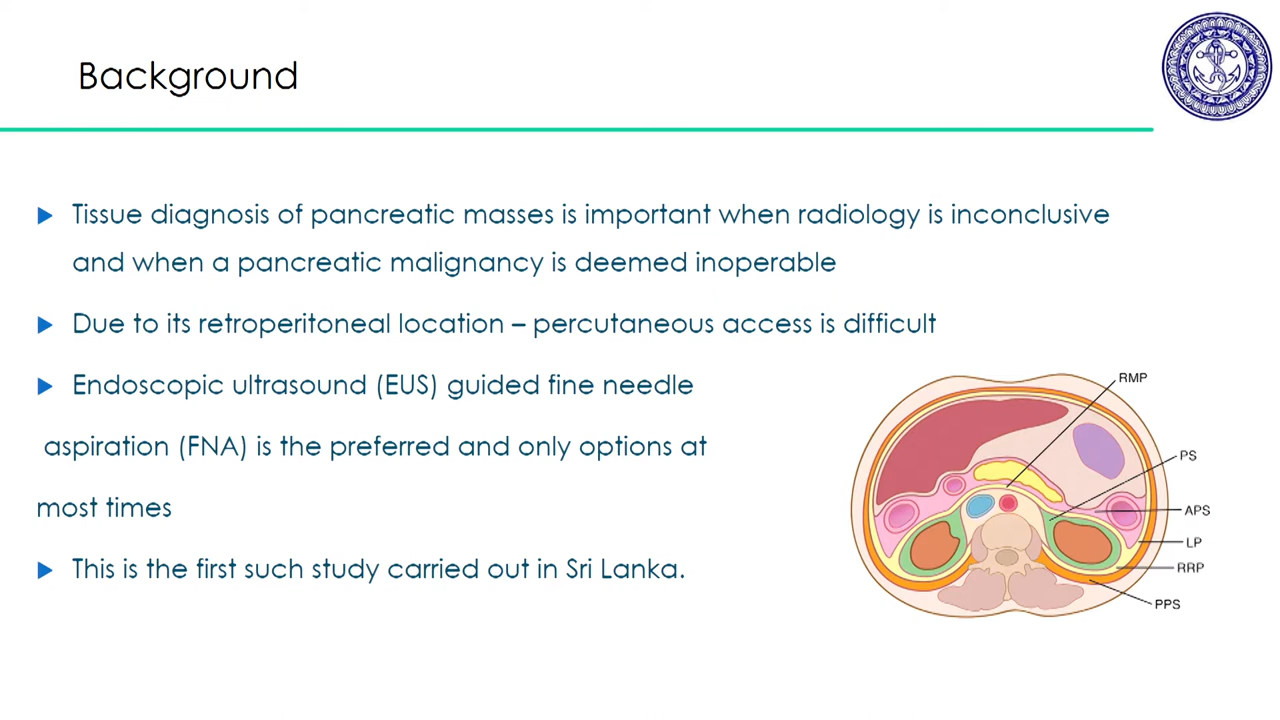 Background
Tissue diagnosis of pancreatic masses is important when radiology is inconclusive
and when a pancreatic malignancy is deemed inoperable
Due to its retroperitoneal location – percutaneous access is difficult
Endoscopic ultrasound (EUS) guided fine needle
aspiration (FNA) is the preferred and only options at
most times
This is the first such study carried out in Sri Lanka.
RMP
PS
APS
LP
RRP
PPS